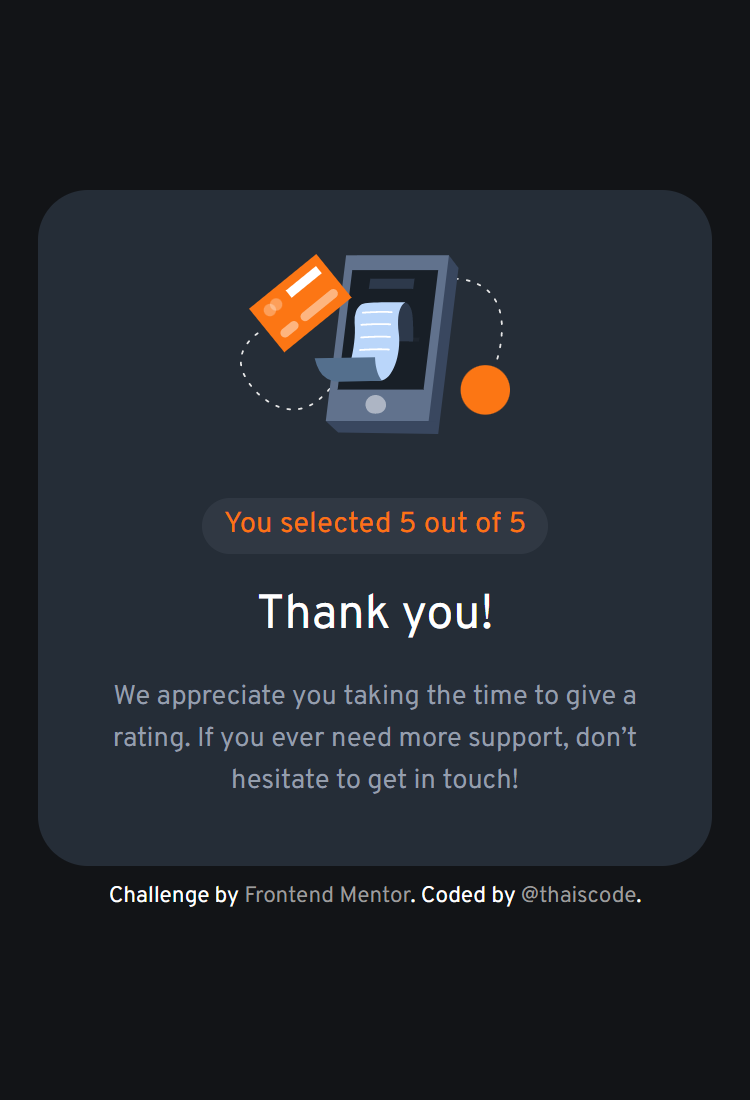 You selected 5 out of 5
Thank you!
We appreciate you taking the time to give a
rating. If you ever need more support, don’t
hesitate to get in touch!
Challenge by Frontend Mentor. Coded by @thaiscode.